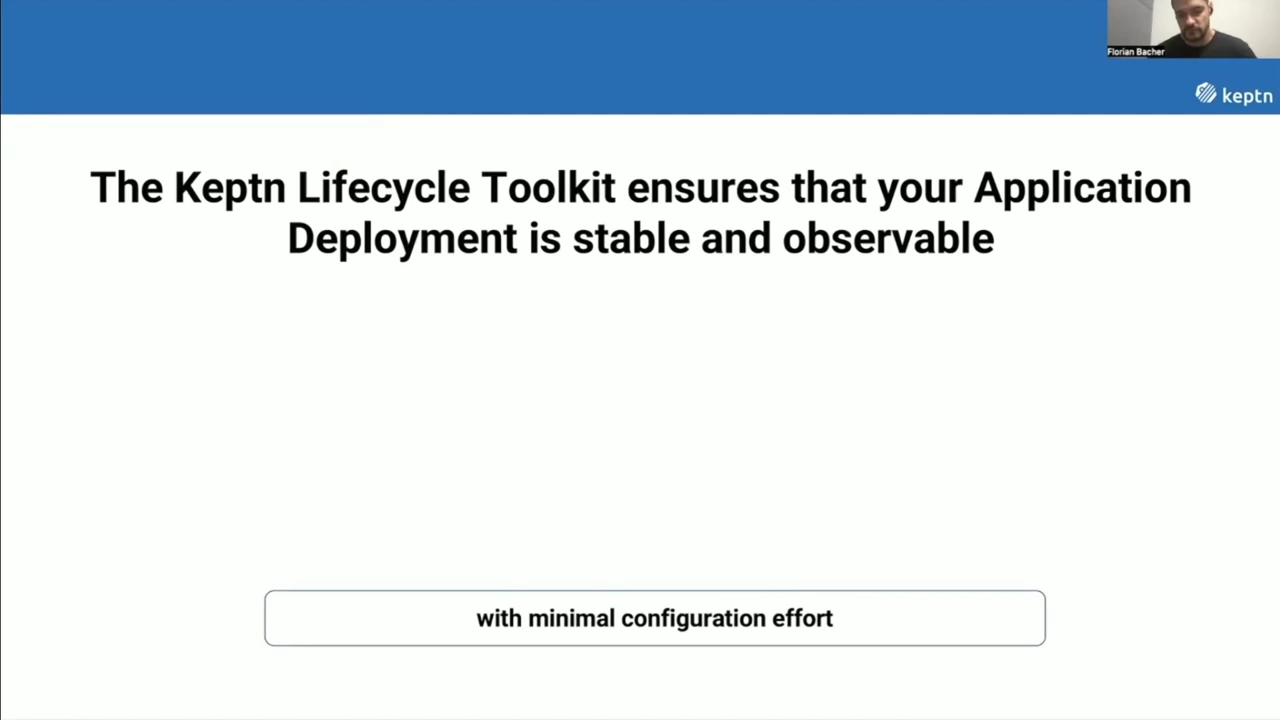 Florian Bacher
keptn
The Keptn Lifecycle Toolkit ensures that your Application
Deployment is stable and observable
with minimal configuration effort